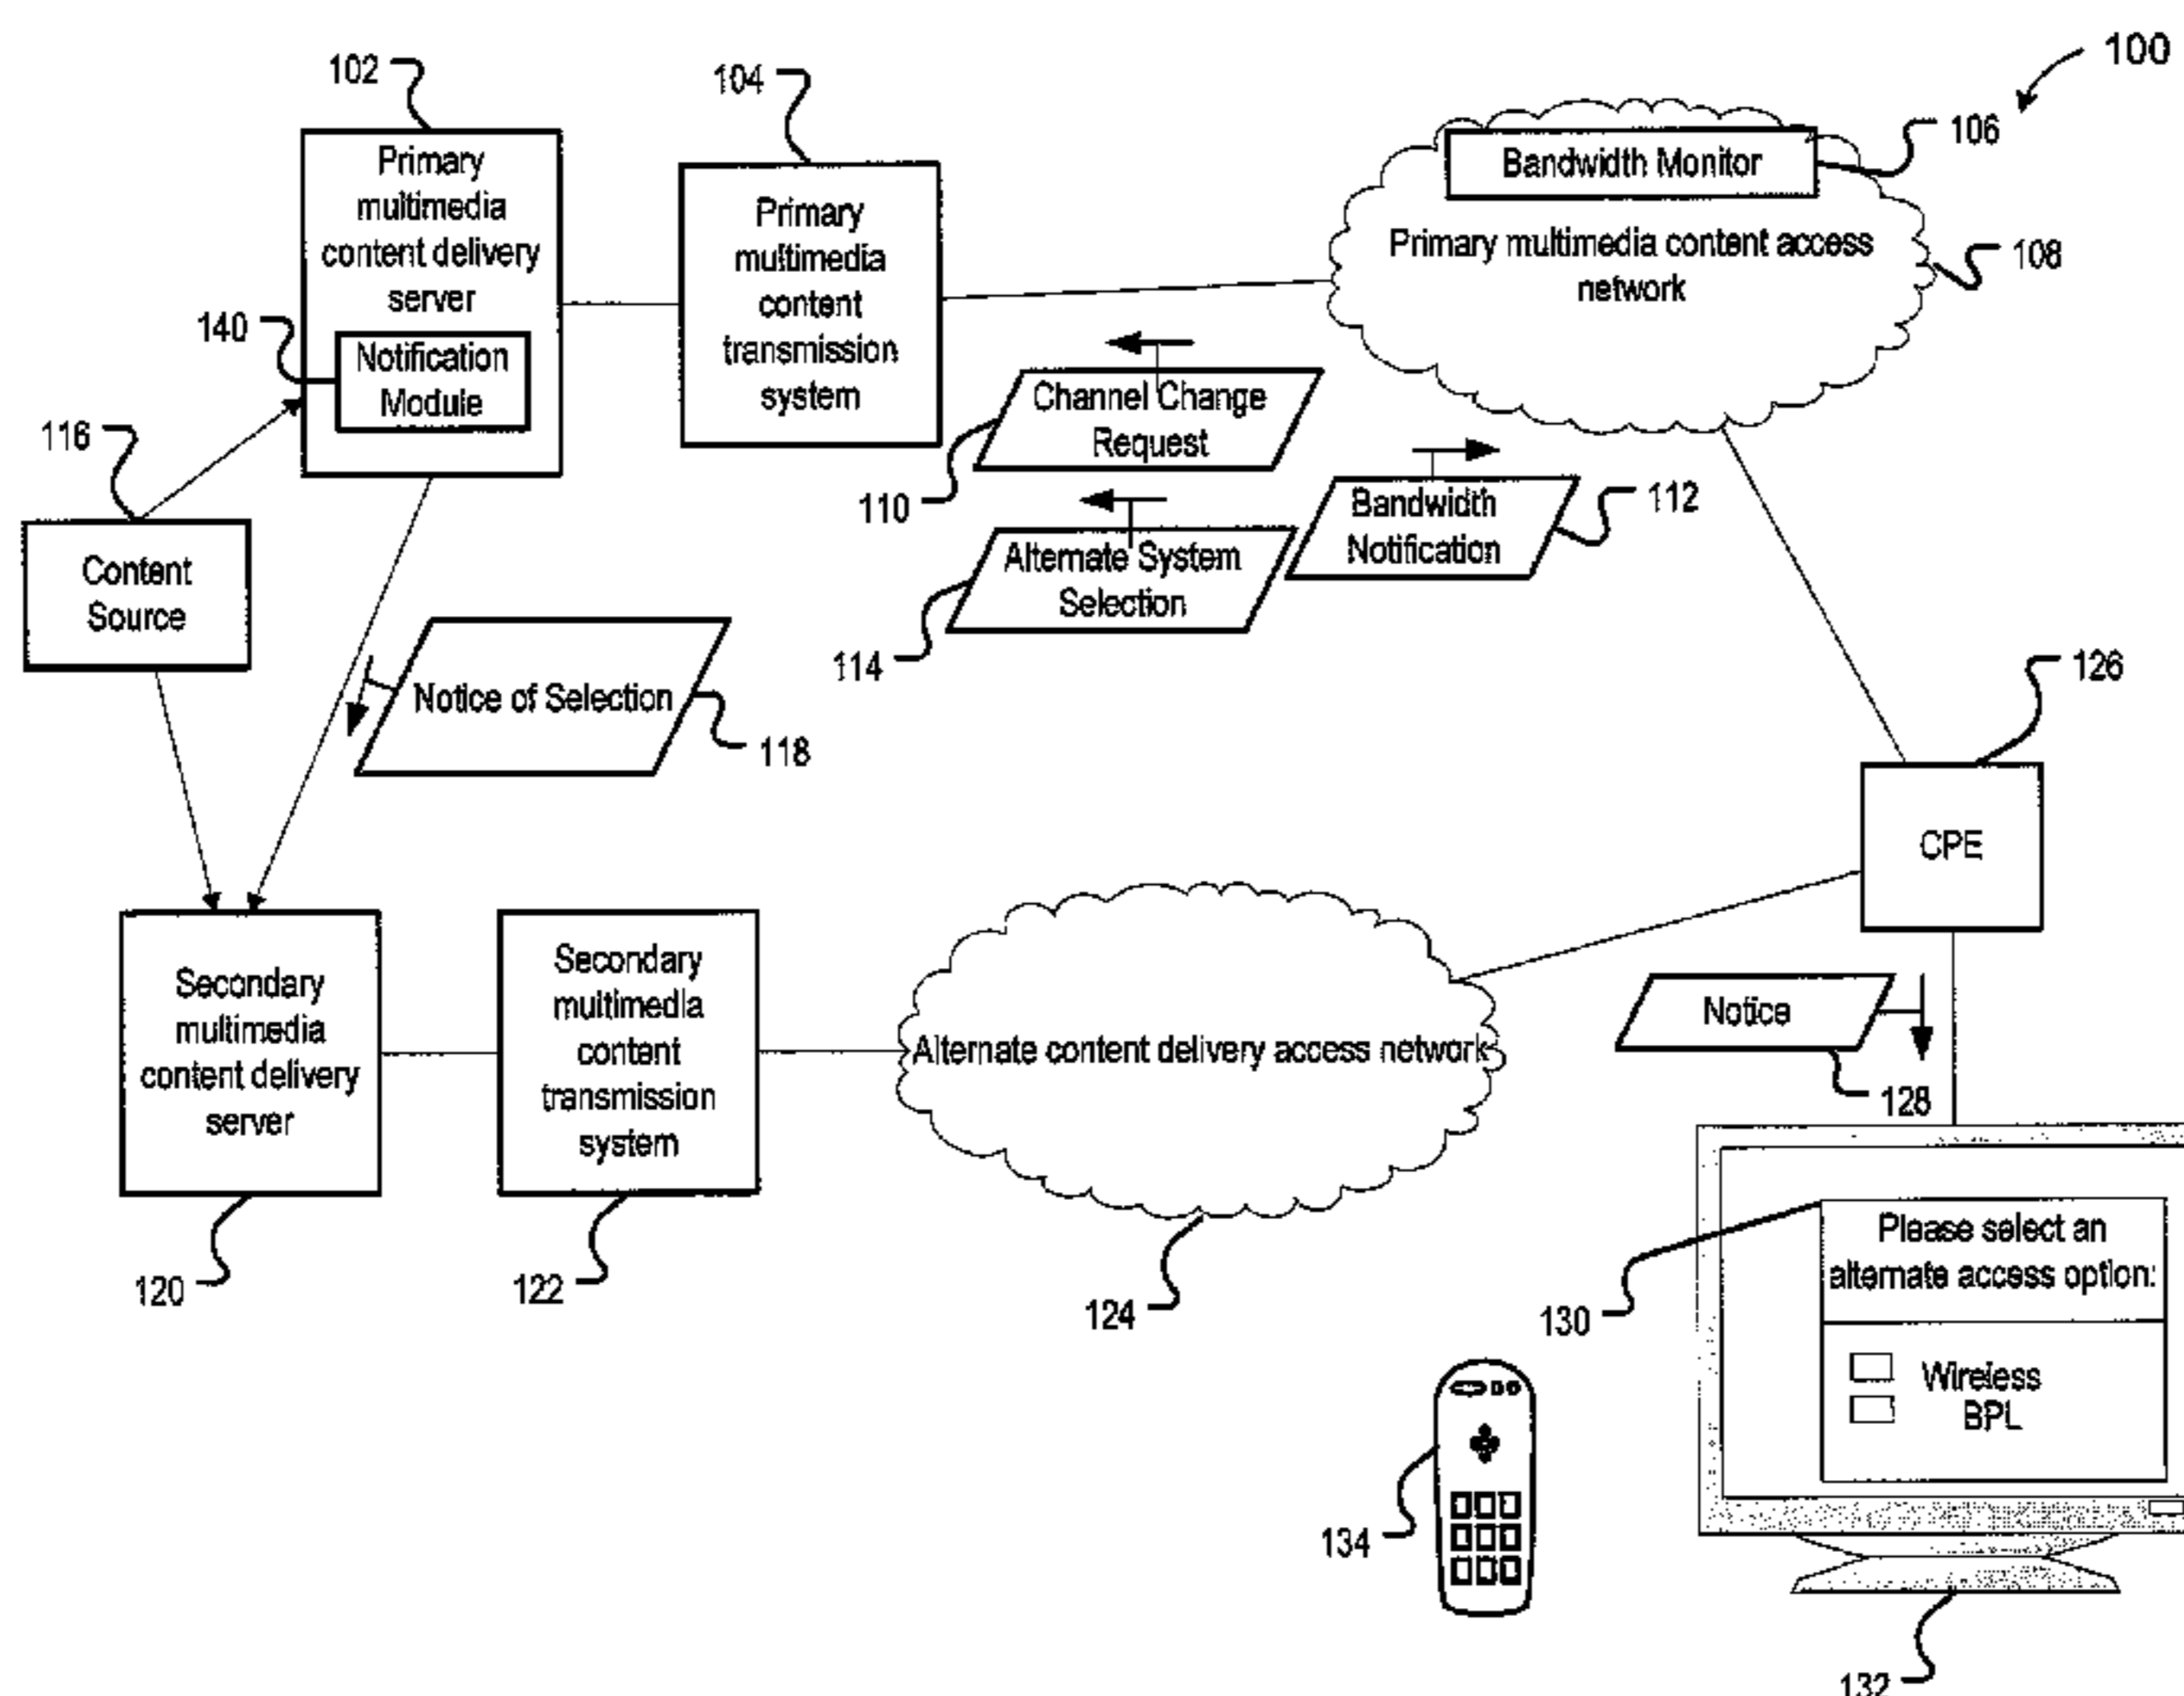 100
102
104
106
Primary
multimedia
content delivery
server
Primary
multimedia
content
transmission
system
Bandwidth Monitor
Primary multimedia content access
network
108
140
Notification
Module
116
Channel Change
Request
110
Bandwidth
Notification
112
Alternate System
Selection
114
Content
Source
Notice of Selection
118
126
CPE
Secondary
multimedia
content delivery
server
Secondary
multimedia
content
transmission
system
Alternate content delivery access network
Notice
128
120
122
124
130
Please select an
alternate access option:
Wireless
BPL
134
132